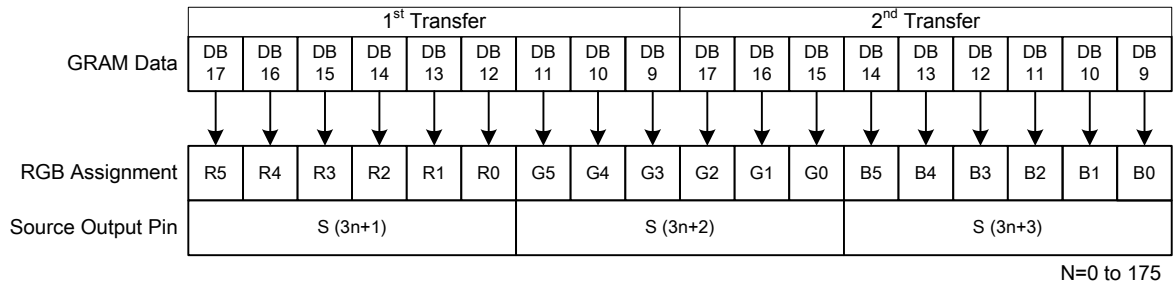 1st Transfer 2nd Transfer
GRAM Data DB 17 DB 16 DB 15 DB 14 DB 13 DB 12 DB 11 DB 10 DB 9 DB 17 DB 16 DB 15 DB 14 DB 13 DB 12 DB 11 DB 10 DB 9
RGB Assignment R5 R4 R3 R2 R1 R0 G5 G4 G3 G2 G1 G0 B5 B4 B3 B2 B1 B0
Source Output Pin S (3n+1) S (3n+2) S (3n+3)
N=0 to 175